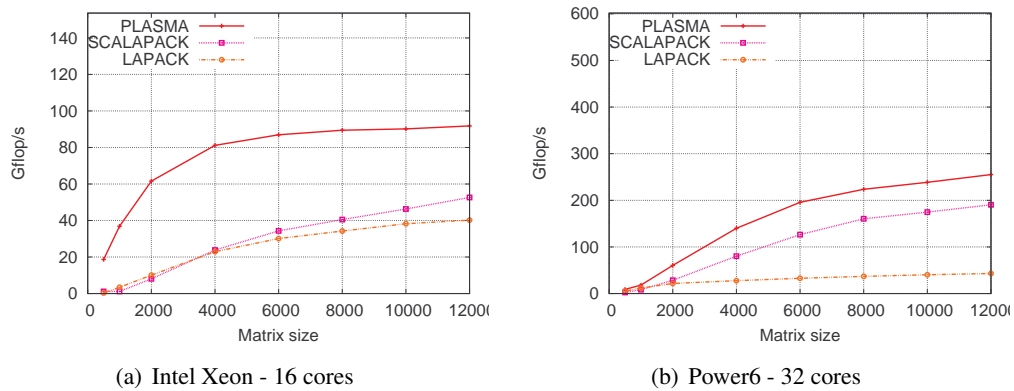 PLASMA
SCALAPACK
LAPACK
140
120
100
80
60
40
20
0
Gflop/s
0 2000 4000 6000 8000 10000 12000
Matrix size
(a) Intel Xeon - 16 cores
PLASMA
SCALAPACK
LAPACK
600
500
400
300
200
100
0
Gflop/s
0 2000 4000 6000 8000 10000 12000
Matrix size
(b) Power6 - 32 cores